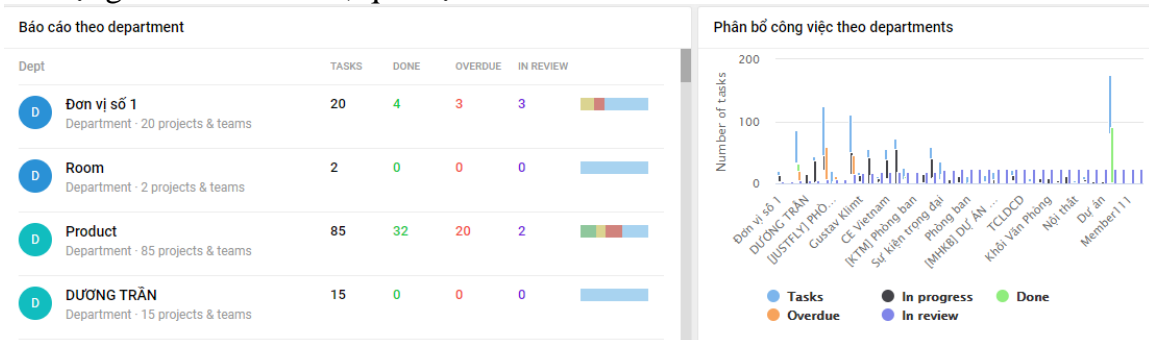 Báo cáo theo department
Dept TASKS DONE OVERDUE IN REVIEW
D Đơn vị số 1 20 4 3 3
Department · 20 projects & teams
D Room 2 0 0 0
Department · 2 projects & teams
D Product 85 32 20 2
Department · 85 projects & teams
D DƯƠNG TRẦN 15 0 0 0
Department · 15 projects & teams
Phân bổ công việc theo departments
Number of tasks
200
100
0
Đơn vị số 1
DƯƠNG TRẦN
[JUSTFLY] PHÒ...
Gustav Klimt
CE Vietnam
[KTM] Phòng ban
Sự kiện trọng đại
Phòng ban
[MHKB] DỰ ÁN ...
TCLDCD
Khối Văn Phòng
Nội thất
Dự án
Member111
Tasks In progress Done
Overdue In review